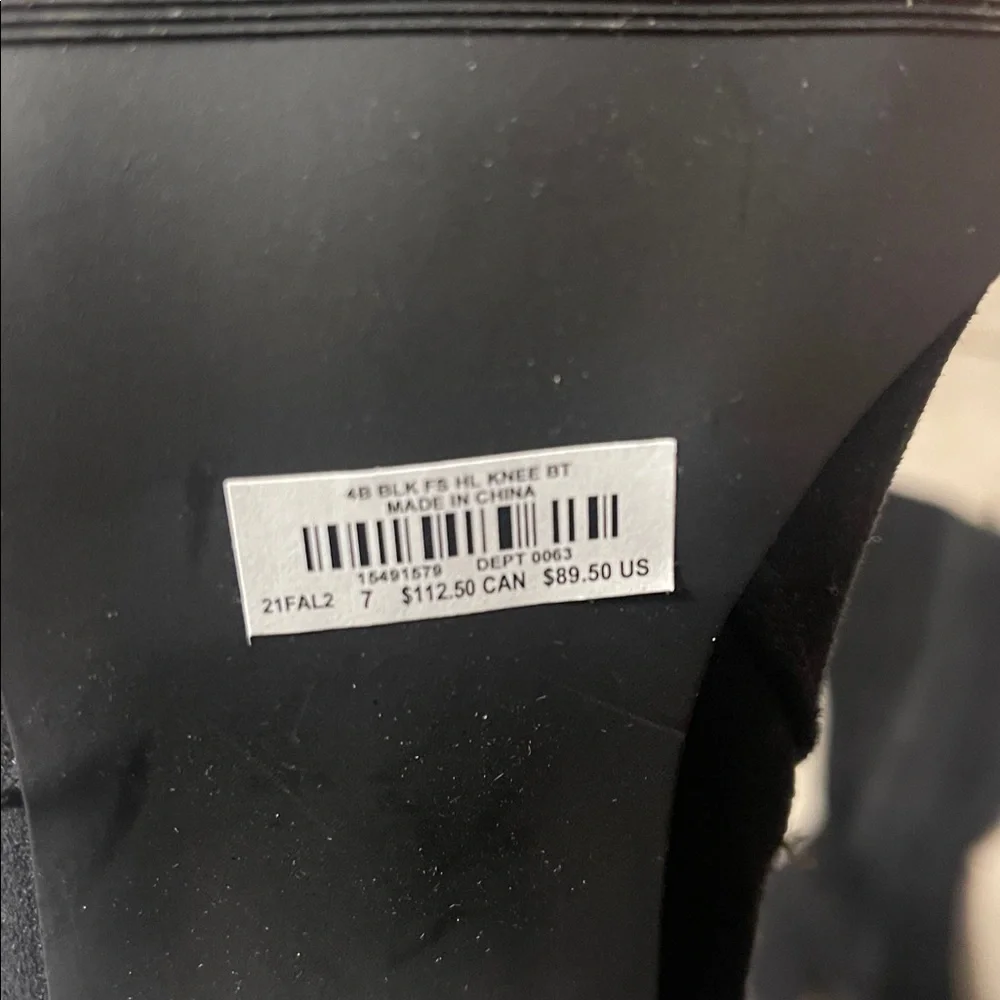 4B BLK FS HL KNEE BT
MADE IN CHINA
15491579 DEPT 0063
21FAL2 7 $112.50 CAN $89.50 US